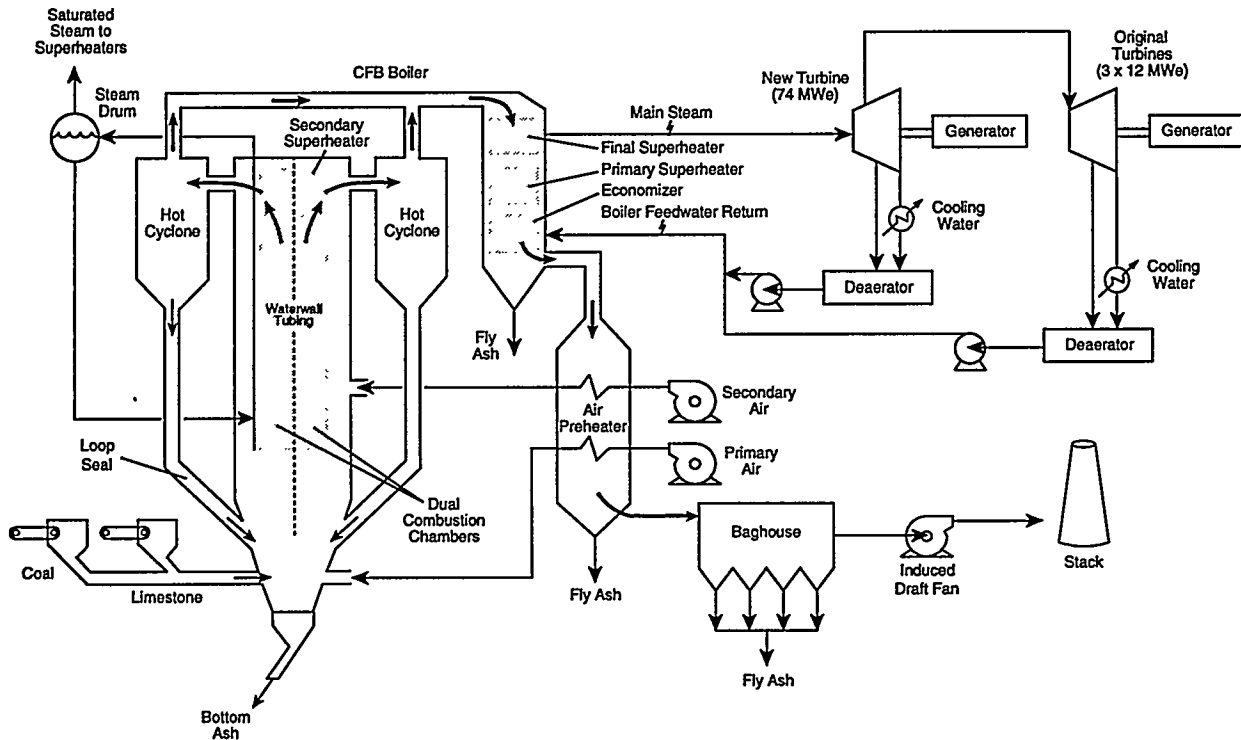 Saturated
Steam to
Superheaters
Steam
Drum
CFB Boiler
Secondary
Superheater
Hot
Cyclone
Hot
Cyclone
Waterwall
Tubing
Main Steam
Final Superheater
Primary Superheater
Economizer
Boiler Feedwater Return
New Turbine
(74 MWe)
Original
Turbines
(3 x 12 MWe)
Generator
Generator
Cooling
Water
Cooling
Water
Deaerator
Deaerator
Fly
Ash
Air
Preheater
Secondary
Air
Primary
Air
Loop
Seal
Dual
Combustion
Chambers
Coal
Limestone
Bottom
Ash
Fly Ash
Baghouse
Fly Ash
Induced
Draft Fan
Stack